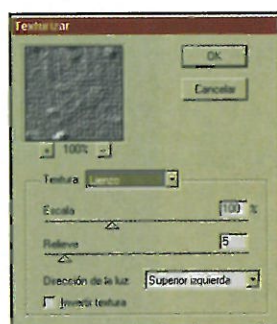 Texturizar
OK
Cancelar
+ 100% -
Textura Lienzo
Escala 100 %
Relieve 5
Dirección de la luz: Superior izquierda
Invertir textura